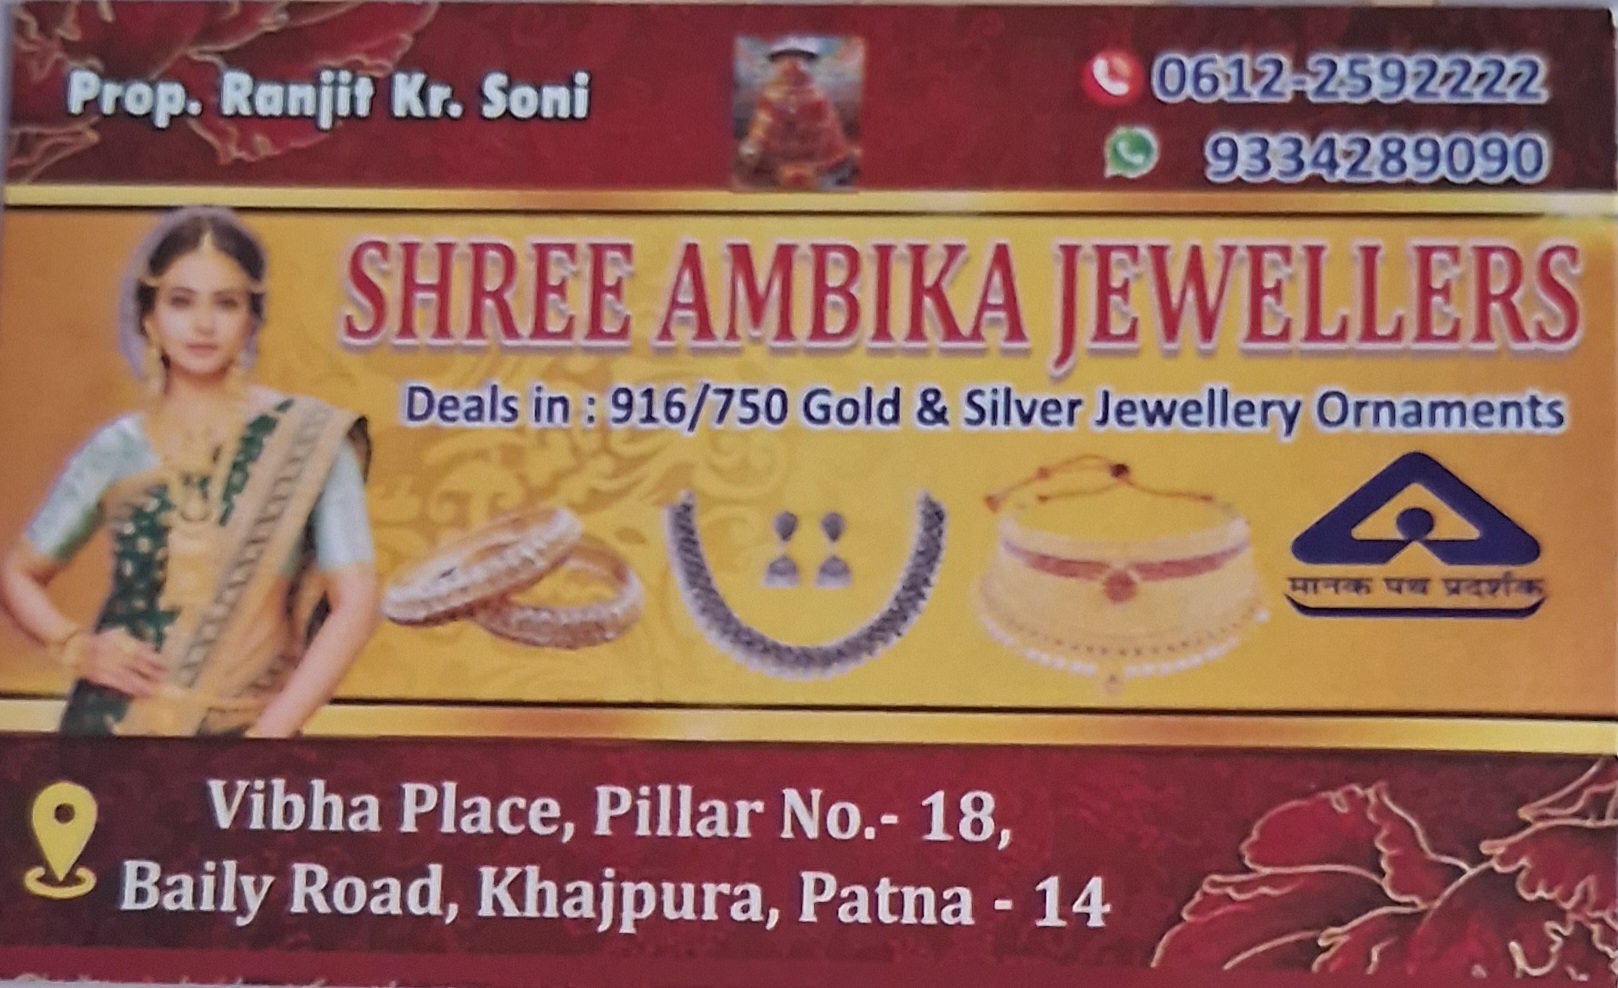 Prop. Ranjit Kr. Soni
0612-2592222
9334289090
SHREE AMBIKA JEWELLERS
Deals in : 916/750 Gold & Silver Jewellery Ornaments
मानक पथ प्रदर्शक
Vibha Place, Pillar No.- 18,
Baily Road, Khajpura, Patna - 14